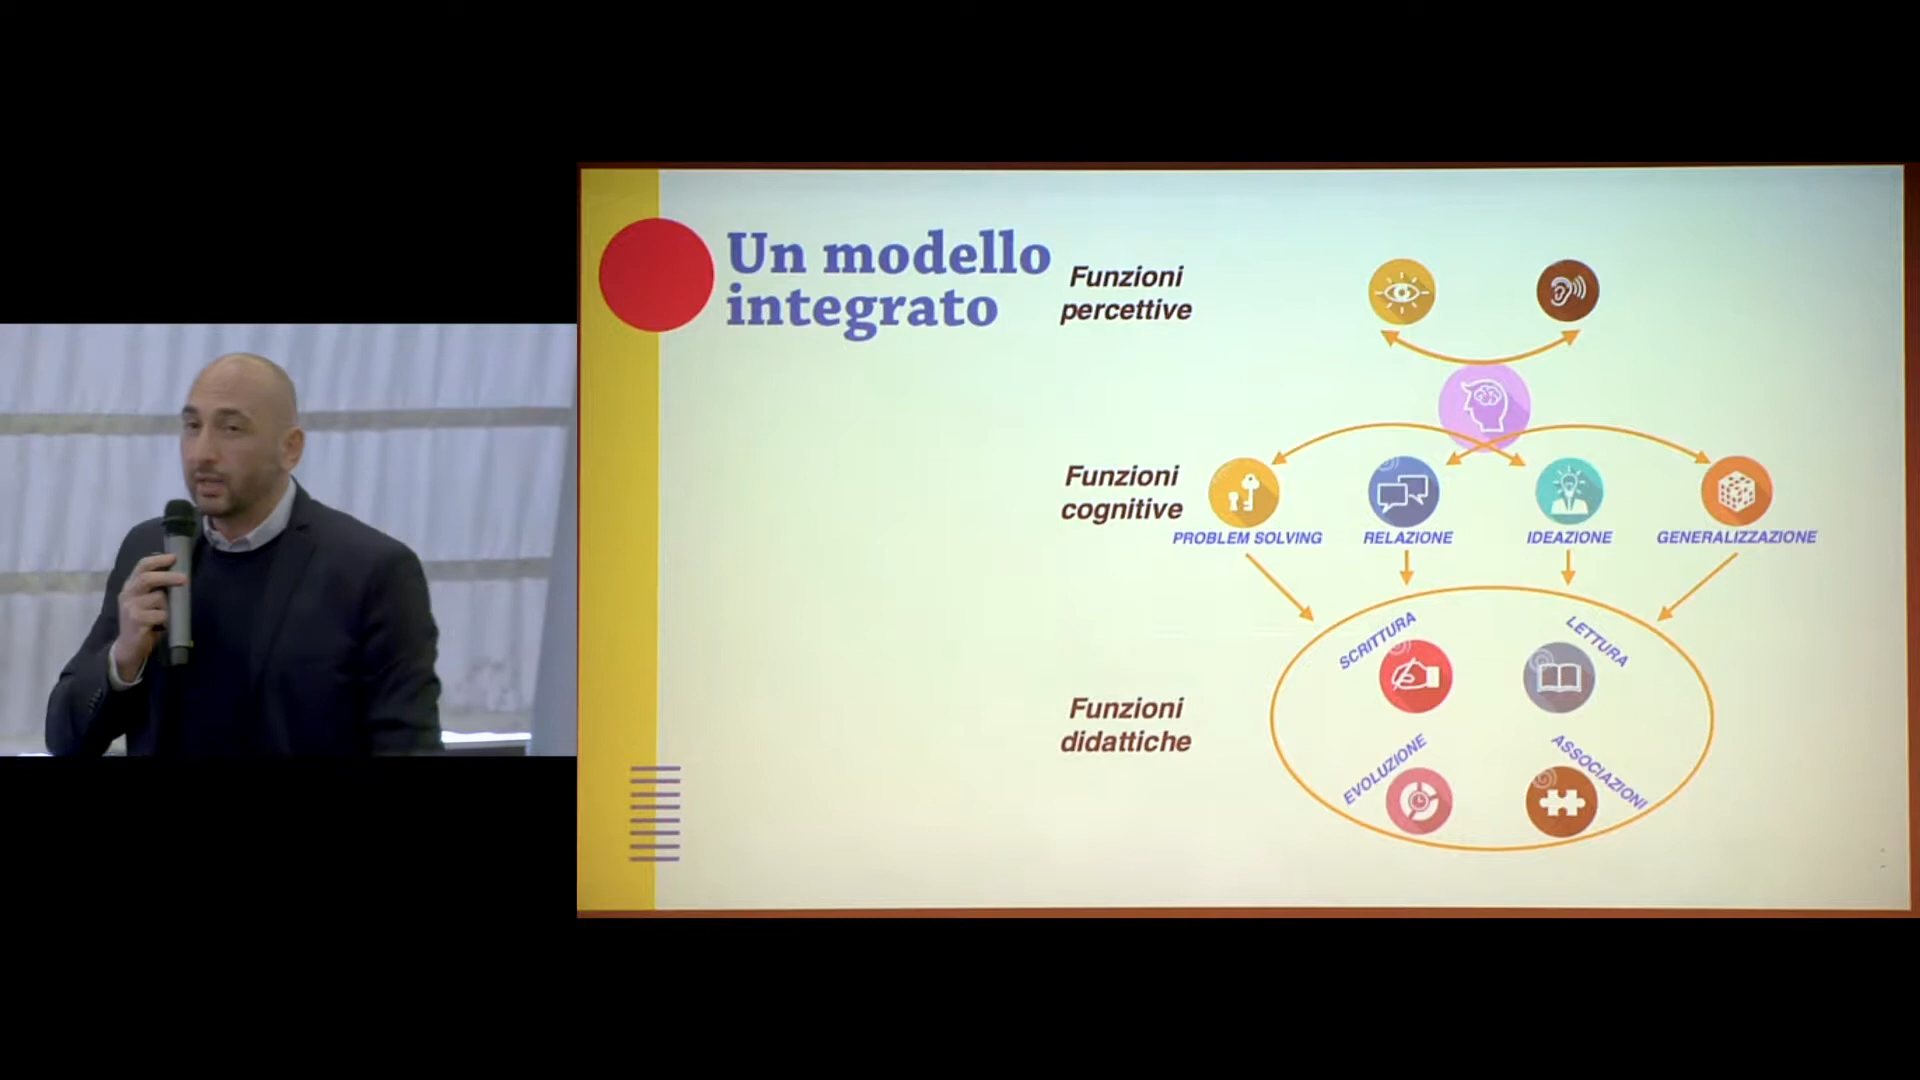 Un modello
integrato
Funzioni
percettive
Funzioni
cognitive
PROBLEM SOLVING
RELAZIONE
IDEAZIONE
GENERALIZZAZIONE
Funzioni
didattiche
SCRITTURA
LETTURA
EVOLUZIONE
ASSOCIAZIONI